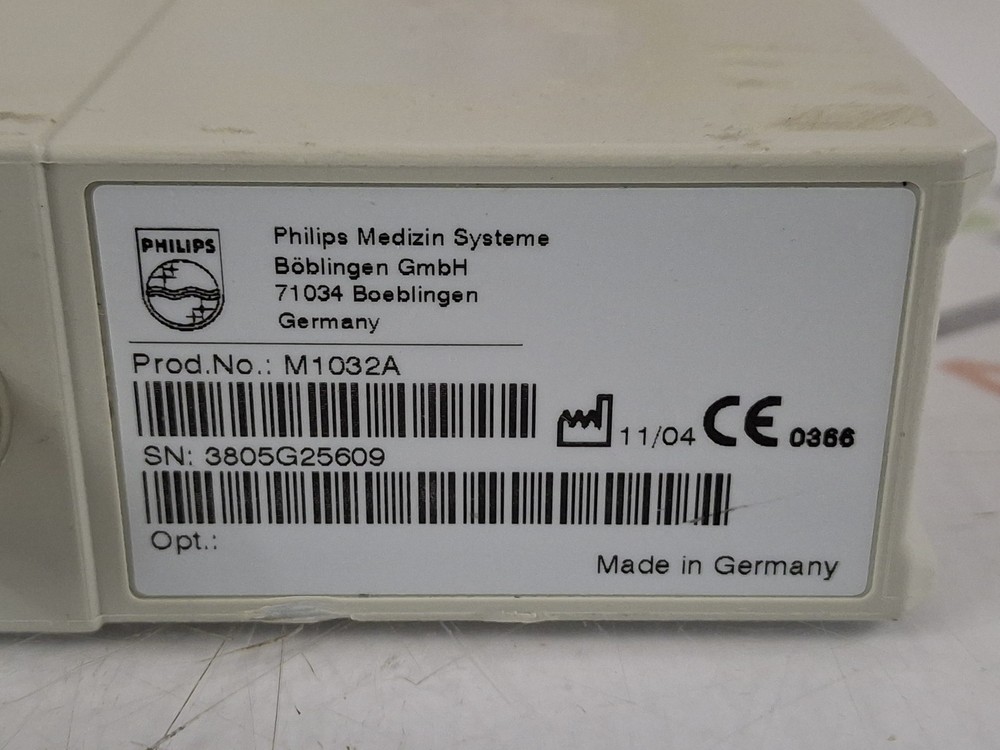 PHILIPS
Philips Medizin Systeme
Böblingen GmbH
71034 Boeblingen
Germany
Prod.No.: M1032A
11/04 CE 0366
SN: 3805G25609
Opt.:
Made in Germany